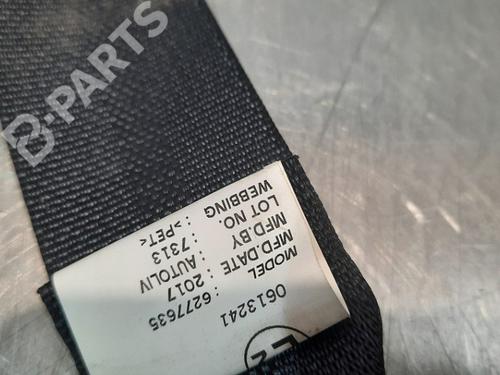 B-PARTS
0613241
MODEL : 6277635
MFD.DATE : 2017
MFD.BY : AUTOLIV
LOT NO : 7313
WEBBING : >PET<